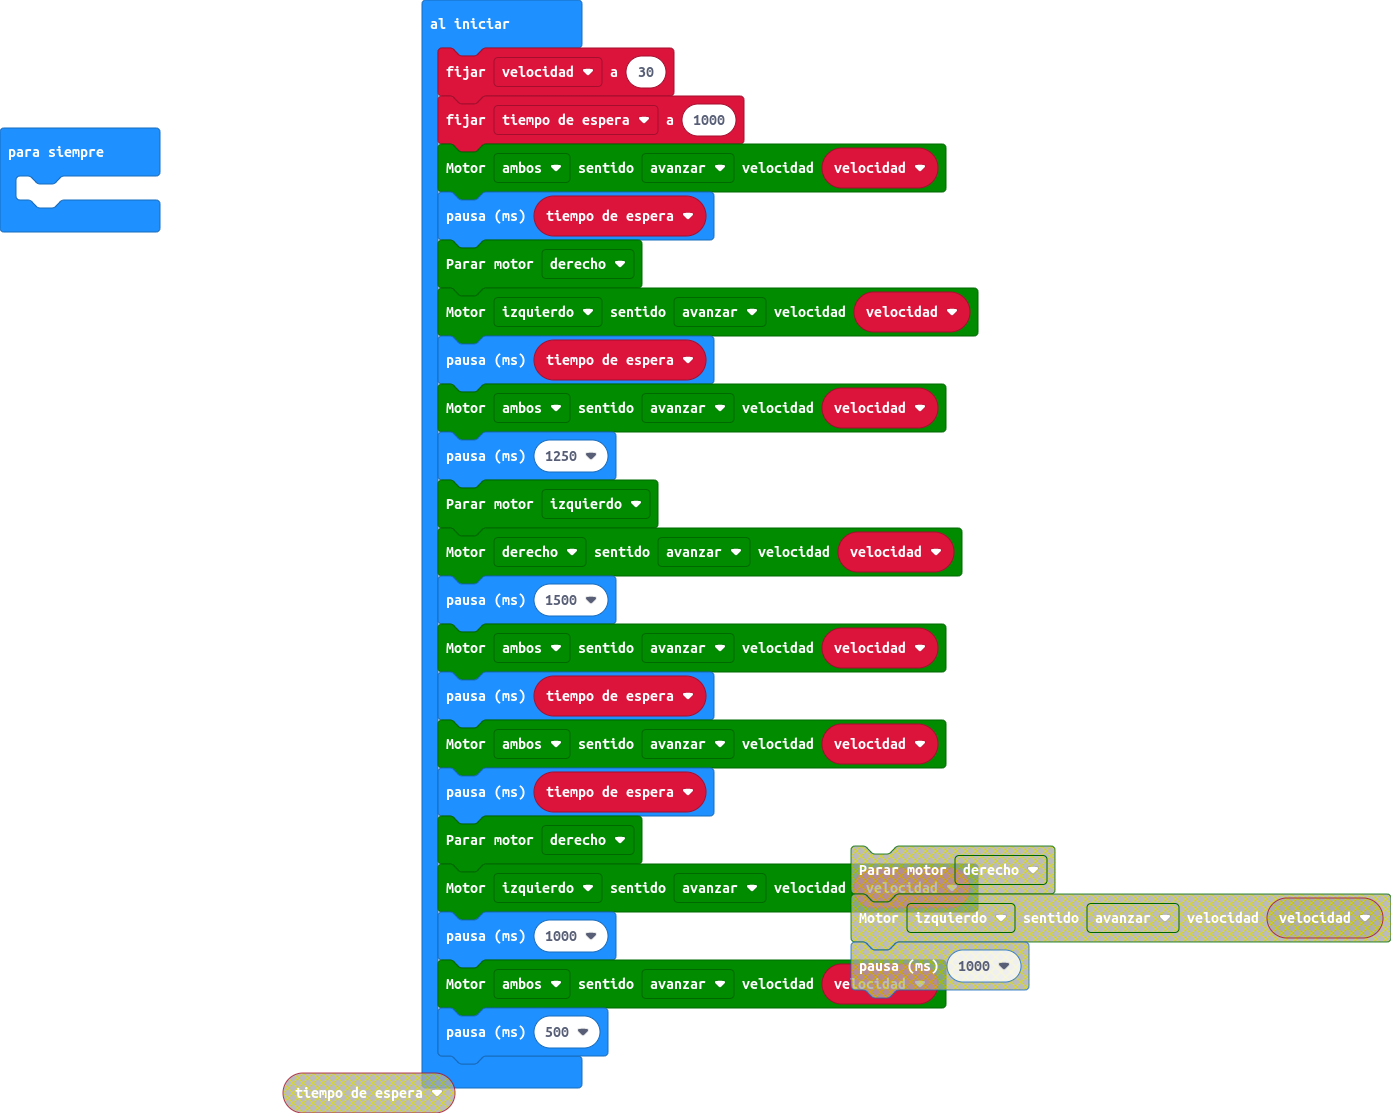 al iniciar
para siempre
fijar velocidad a 30
fijar tiempo de espera a 1000
Motor ambos sentido avanzar velocidad velocidad
pausa (ms) tiempo de espera
Parar motor derecho
Motor izquierdo sentido avanzar velocidad velocidad
pausa (ms) tiempo de espera
Motor ambos sentido avanzar velocidad velocidad
pausa (ms) 1250
Parar motor izquierdo
Motor derecho sentido avanzar velocidad velocidad
pausa (ms) 1500
Motor ambos sentido avanzar velocidad velocidad
pausa (ms) tiempo de espera
Motor ambos sentido avanzar velocidad velocidad
pausa (ms) tiempo de espera
Parar motor derecho
Motor izquierdo sentido avanzar velocidad velocidad
pausa (ms) 1000
Motor ambos sentido avanzar velocidad velocidad
pausa (ms) 500
Parar motor derecho
Motor izquierdo sentido avanzar velocidad velocidad
pausa (ms) 1000
tiempo de espera